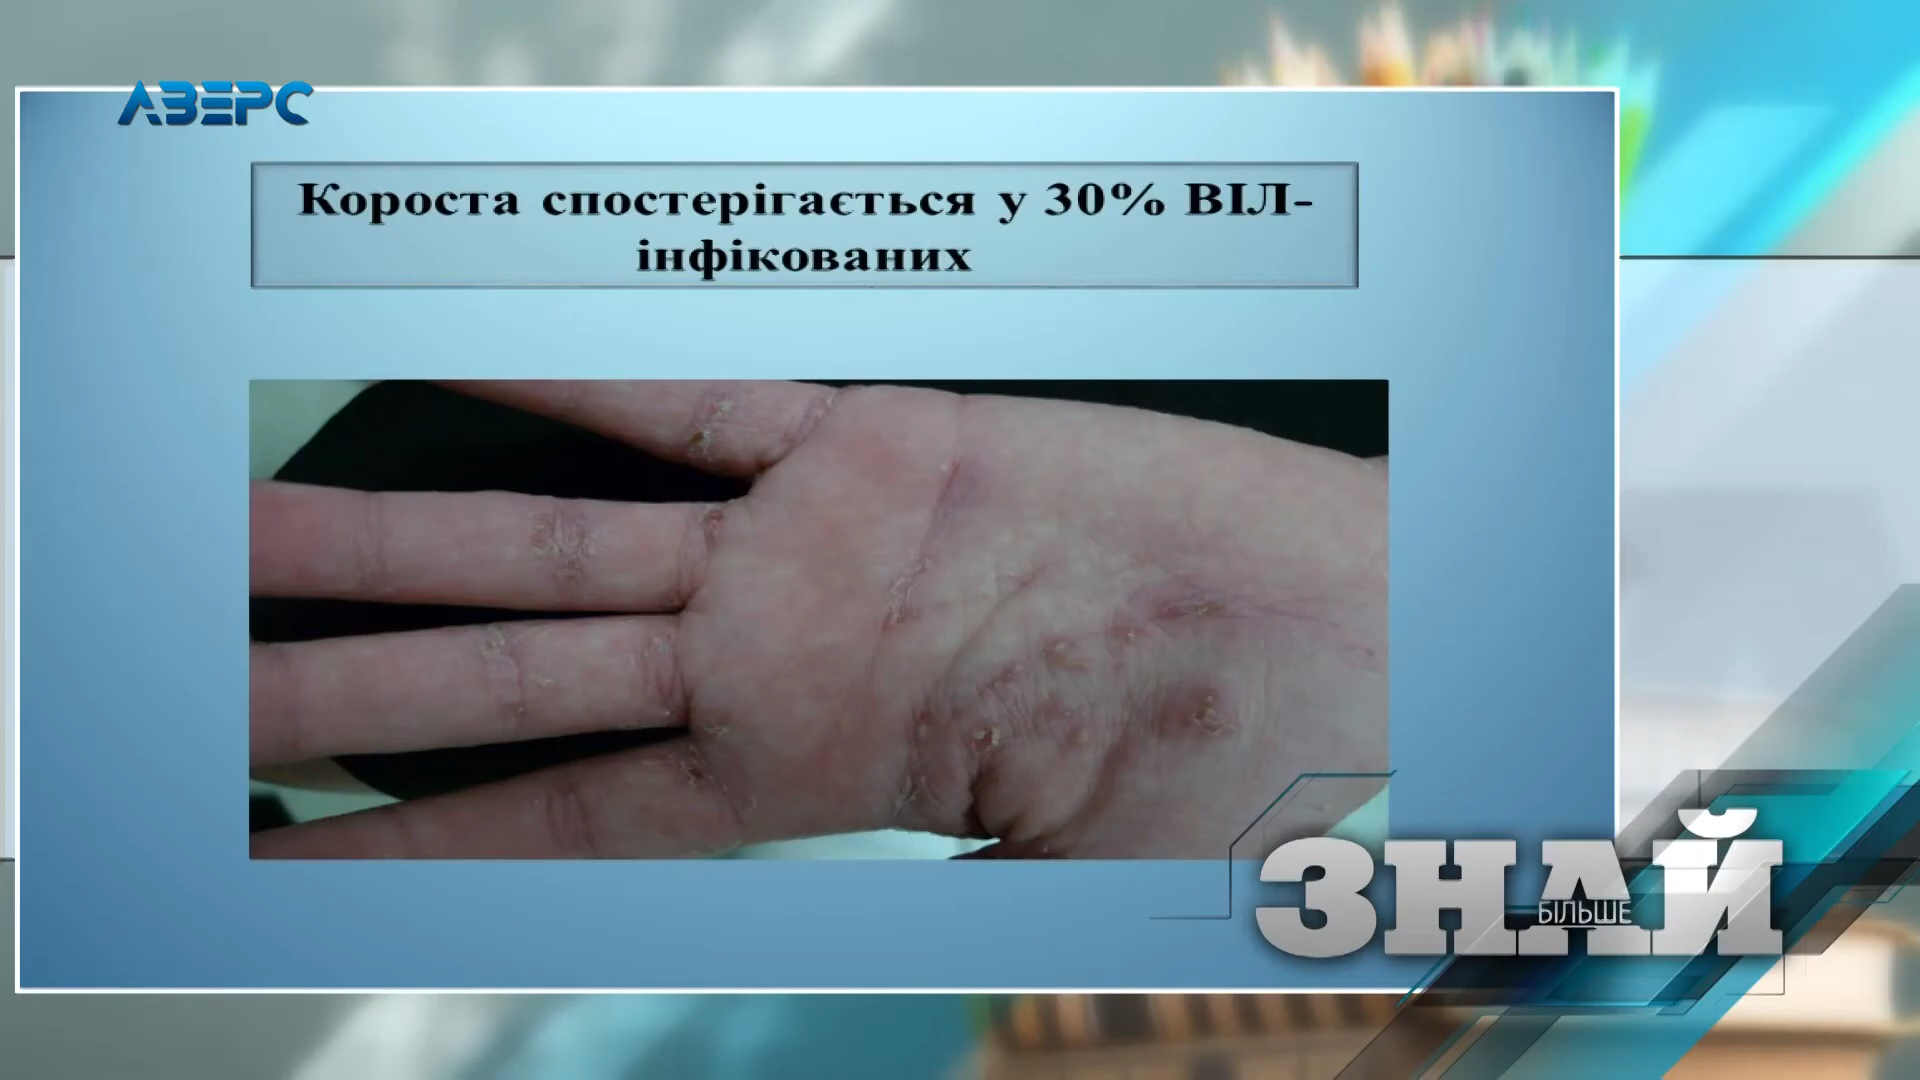 АВЕРС
Короста спостерігається у 30% ВІЛ-
інфікованих
ЗНАЙ
БІЛЬШЕ